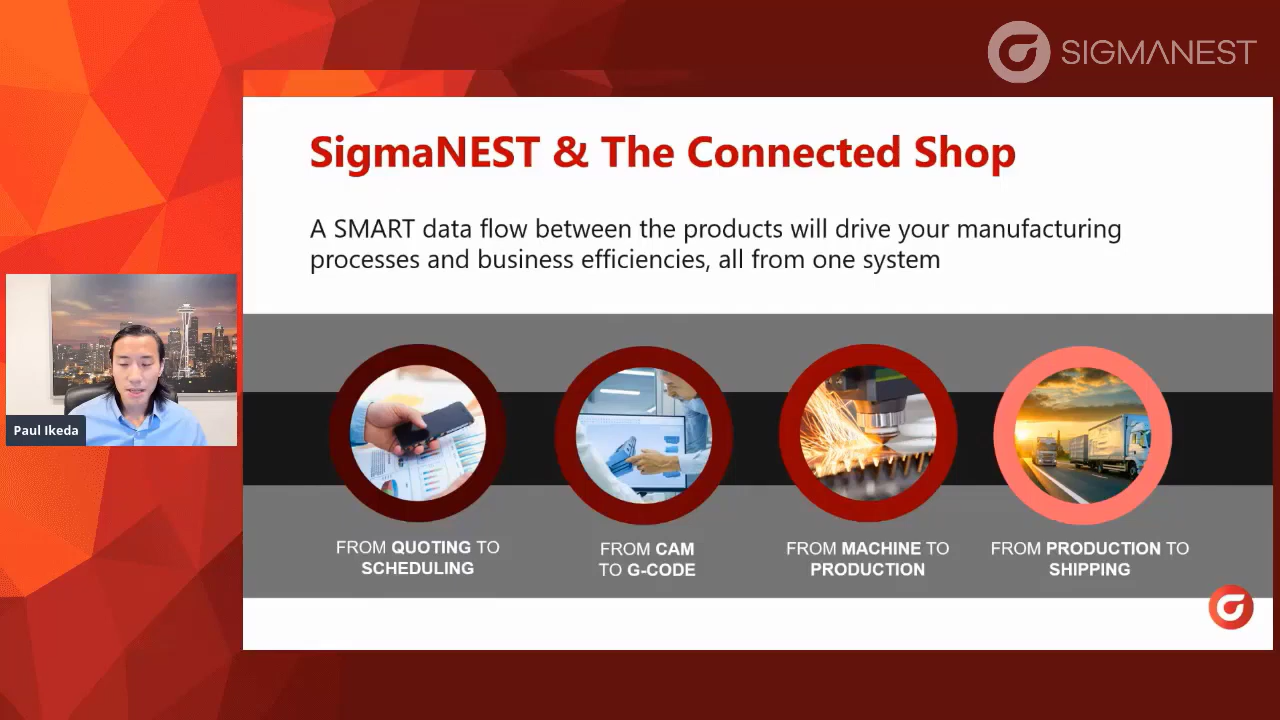 SIGMANEST
SigmaNEST & The Connected Shop
A SMART data flow between the products will drive your manufacturing
processes and business efficiencies, all from one system
Paul Ikeda
FROM QUOTING TO
SCHEDULING
FROM CAM
TO G-CODE
FROM MACHINE TO
PRODUCTION
FROM PRODUCTION TO
SHIPPING